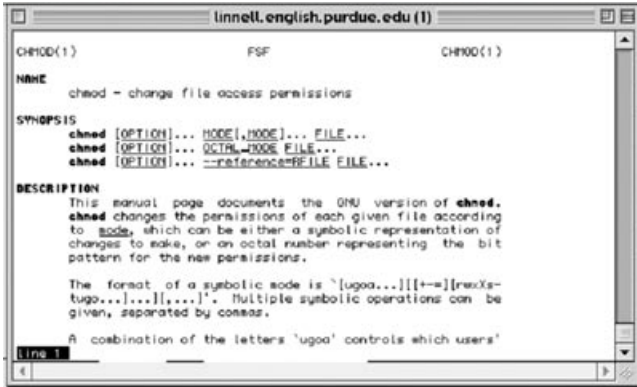 linnell.english.purdue.edu (1)
CHMOD(1) FSF CHMOD(1)
NAME
chmod - change file access permissions
SYNOPSIS
chmod [OPTION]... MODE[,MODE]... FILE...
chmod [OPTION]... OCTAL_MODE FILE...
chmod [OPTION]... --reference=RFILE FILE...
DESCRIPTION
This manual page documents the GNU version of chmod.
chmod changes the permissions of each given file according
to mode, which can be either a symbolic representation of
changes to make, or an octal number representing the bit
pattern for the new permissions.
The format of a symbolic mode is `[ugoa...][[+-=][rwxXs-
tugo...]...][,...]'. Multiple symbolic operations can be
given, separated by commas.
A combination of the letters `ugoa' controls which users'
line 1